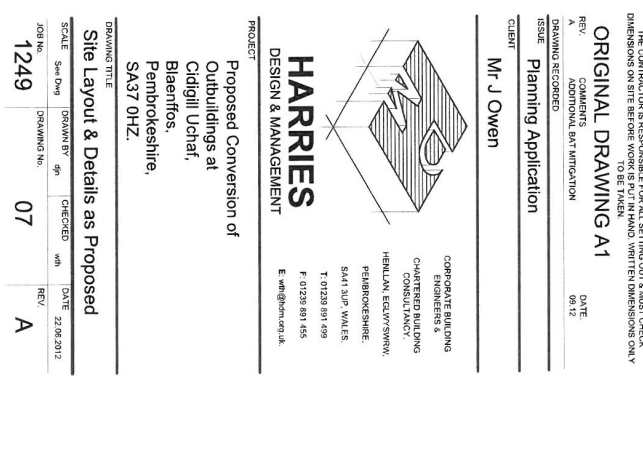 THE CONTRACTOR IS RESPONSIBLE FOR ALL SETTING OUT & MUST CHECK
DIMENSIONS ON SITE BEFORE WORK IS PUT IN HAND. WRITTEN DIMENSIONS ONLY
TO BE TAKEN.
ORIGINAL DRAWING A1
REV. COMMENTS DATE.
A ADDITIONAL BAT MITIGATION 09.12
DRAWING RECORDED
ISSUE
Planning Application
CLIENT
Mr J Owen
HARRIES
DESIGN & MANAGEMENT
CORPORATE BUILDING
ENGINEERS &
CHARTERED BUILDING
CONSULTANCY.
HENLLAN, EGLWYSWRW,
PEMBROKESHIRE.
SA41 3UP, WALES.
T: 01239 891 499
F: 01239 891 455
E: wth@hdm.org.uk.
PROJECT
Proposed Conversion of
Outbuildings at
Cidigill Uchaf,
Blaenffos,
Pembrokeshire,
SA37 0HZ.
DRAWING TITLE
Site Layout & Details as Proposed
SCALE DRAWN BY CHECKED DATE
See Dwg djn wth 22.06.2012
JOB No. DRAWING No. REV.
1249 07 A